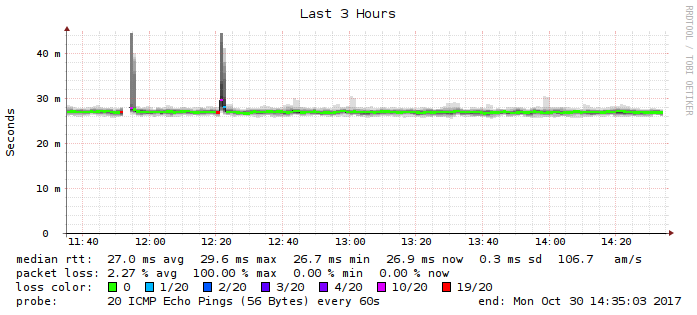 Last 3 Hours
RRDTOOL / TOBI OETIKER
Seconds
40 m
30 m
20 m
10 m
0
11:40 12:00 12:20 12:40 13:00 13:20 13:40 14:00 14:20
median rtt: 27.0 ms avg 29.6 ms max 26.7 ms min 26.9 ms now 0.3 ms sd 106.7 am/s
packet loss: 2.27 % avg 100.00 % max 0.00 % min 0.00 % now
loss color: 0 1/20 2/20 3/20 4/20 10/20 19/20
probe: 20 ICMP Echo Pings (56 Bytes) every 60s end: Mon Oct 30 14:35:03 2017